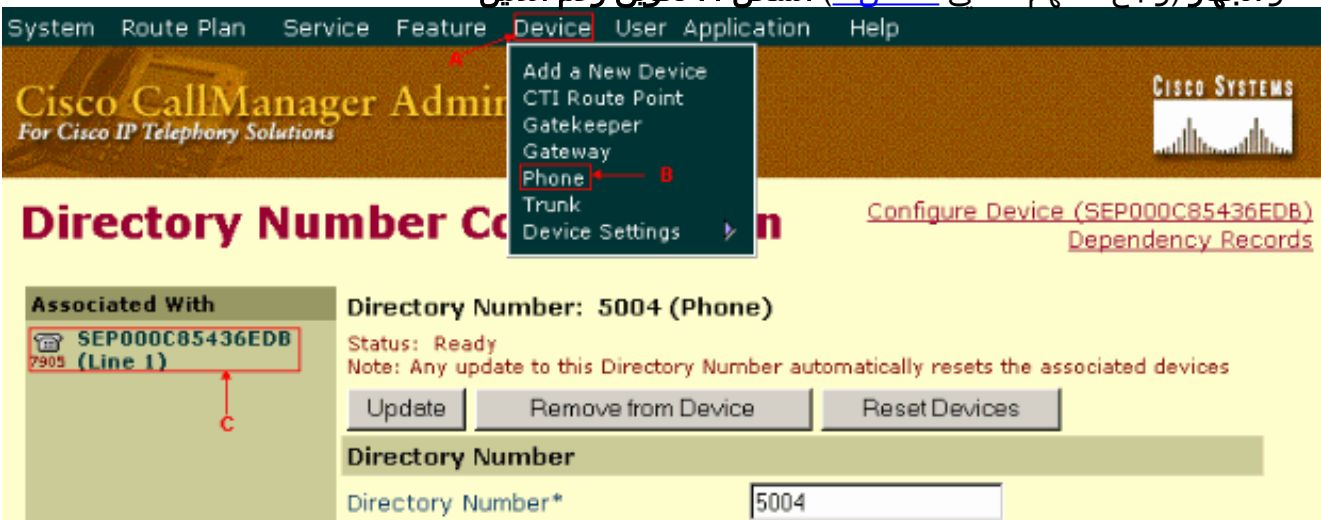 System Route Plan Service Feature Device User Application Help
A
Add a New Device
CTI Route Point
Gatekeeper
Gateway
Phone
B
Trunk
Device Settings
Cisco CallManager Admin
For Cisco IP Telephony Solutions
CISCO SYSTEMS
Directory Number Co n
Configure Device (SEP000C85436EDB)
Dependency Records
Associated With
SEP000C85436EDB
7905 (Line 1)
C
Directory Number: 5004 (Phone)
Status: Ready
Note: Any update to this Directory Number automatically resets the associated devices
Update Remove from Device Reset Devices
Directory Number
Directory Number* 5004